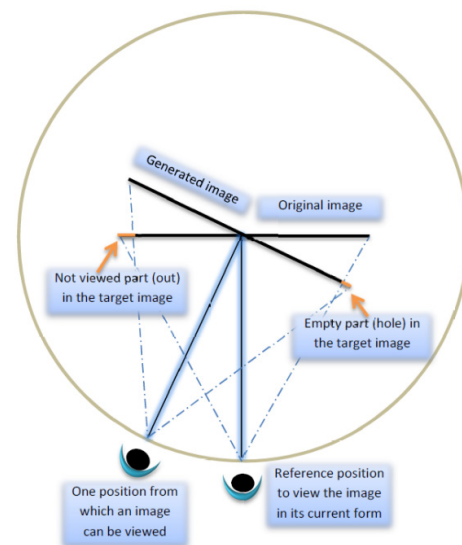 Generated image
Original image
Not viewed part (out)
in the target image
Empty part (hole) in
the target image
One position from
which an image
can be viewed
Reference position
to view the image
in its current form